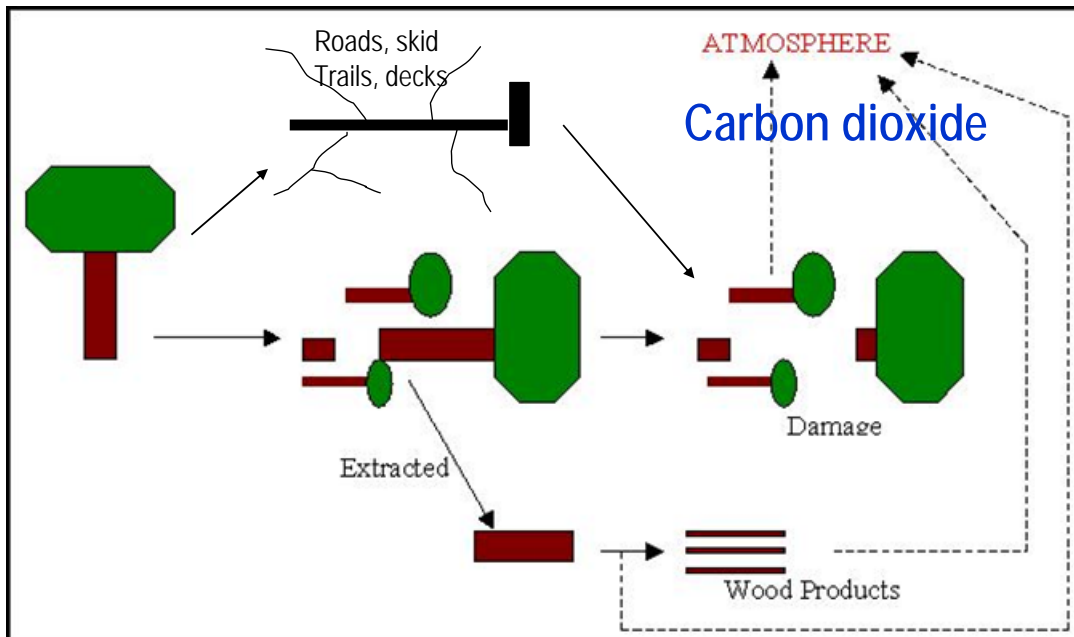 Roads, skid
Trails, decks
ATMOSPHERE
Carbon dioxide
Damage
Extracted
Wood Products